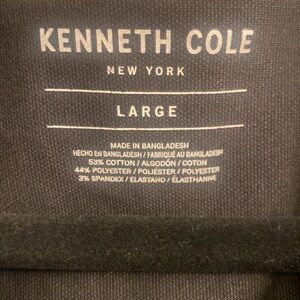 KENNETH COLE
NEW YORK
LARGE
MADE IN BANGLADESH
HECHO EN BANGLADESH / FABRIQUÉ AU BANGLADESH
53% COTTON / ALGODÓN / COTON
44% POLYESTER / POLIÉSTER / POLYESTER
3% SPANDEX / ELASTANO / ÉLASTHANNE